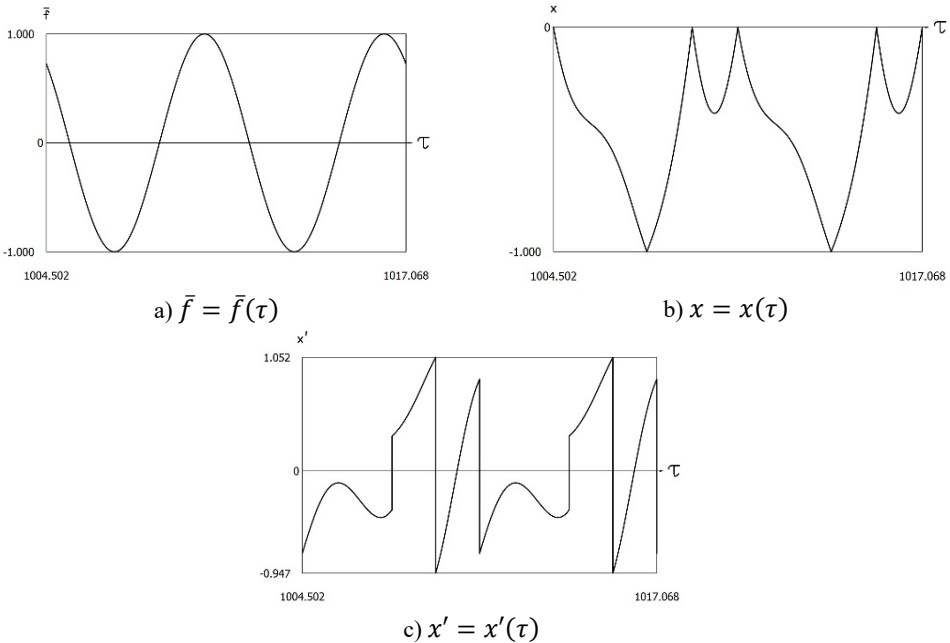 f̄
1.000
0
τ
-1.000
1004.502
1017.068
a) f̄ = f̄(τ)
x
0
τ
-1.000
1004.502
1017.068
b) x = x(τ)
x'
1.052
0
τ
-0.947
1004.502
1017.068
c) x′ = x′(τ)